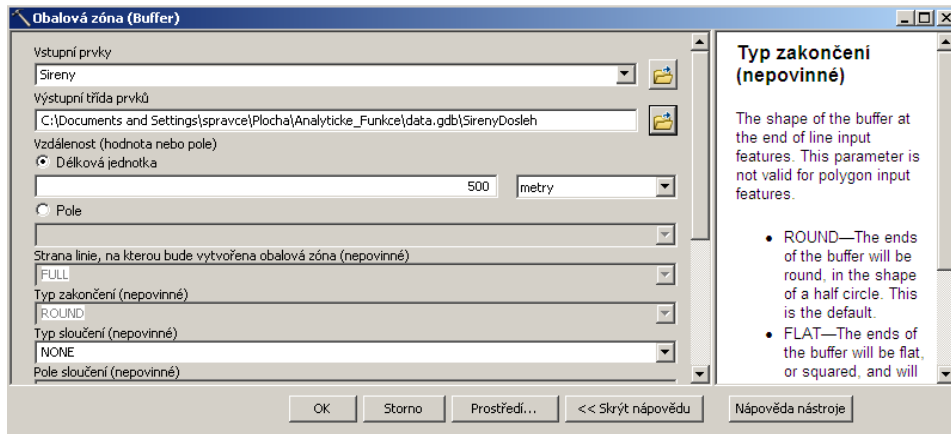 Obalová zóna (Buffer)
Vstupní prvky
Sireny
Výstupní třída prvků
C:\Documents and Settings\spravce\Plocha\Analyticke_Funkce\data.gdb\SirenyDosleh
Vzdálenost (hodnota nebo pole)
Délková jednotka
500 metry
Pole
Strana linie, na kterou bude vytvořena obalová zóna (nepovinné)
FULL
Typ zakončení (nepovinné)
ROUND
Typ sloučení (nepovinné)
NONE
Pole sloučení (nepovinné)
Typ zakončení
(nepovinné)
The shape of the buffer at
the end of line input
features. This parameter is
not valid for polygon input
features.
• ROUND—The ends
of the buffer will be
round, in the shape
of a half circle. This
is the default.
• FLAT—The ends of
the buffer will be flat,
or squared, and will
OK
Storno
Prostředí...
<< Skrýt nápovědu
Nápověda nástroje